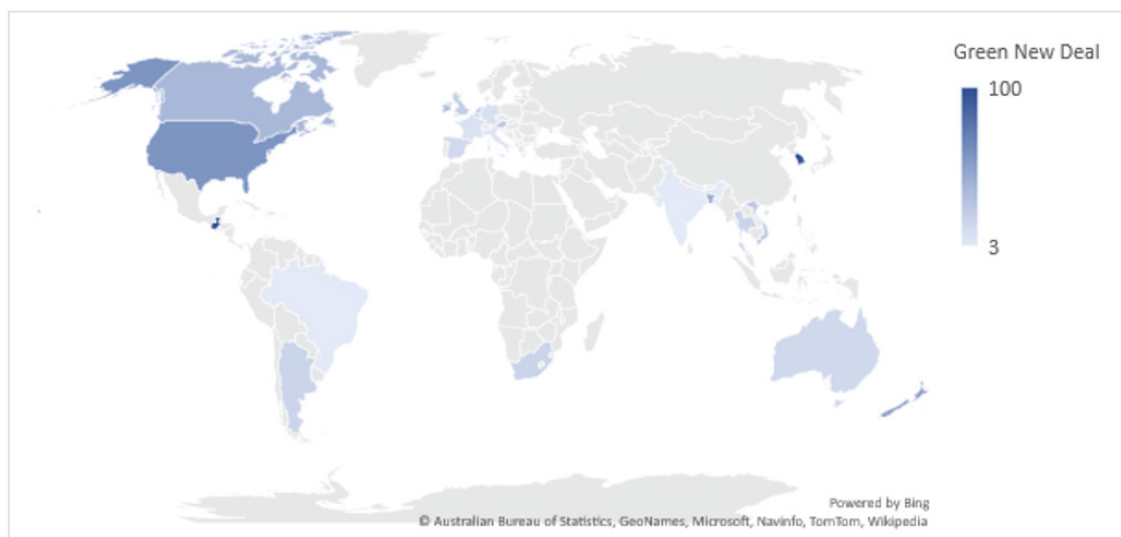 Green New Deal
100
3
Powered by Bing
© Australian Bureau of Statistics, GeoNames, Microsoft, Navinfo, TomTom, Wikipedia